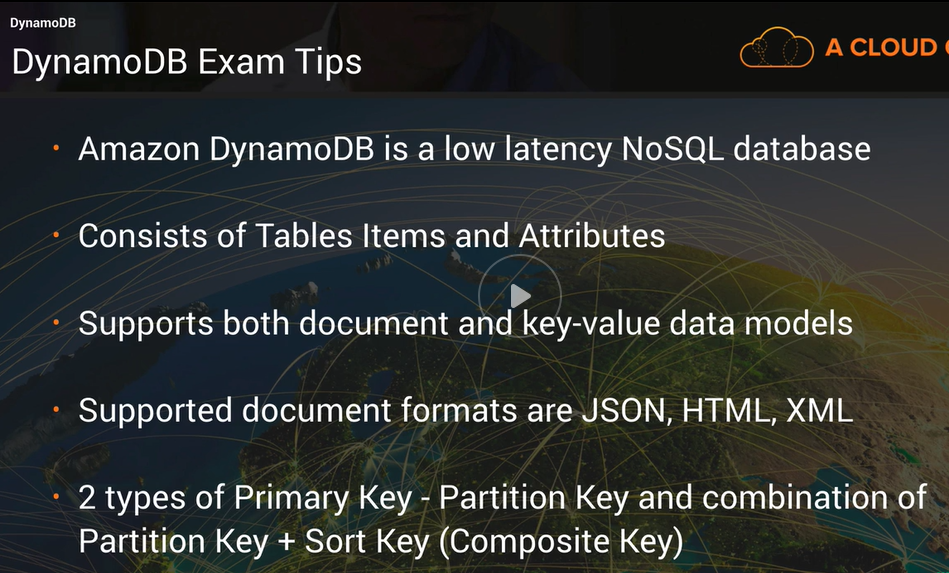 DynamoDB
DynamoDB Exam Tips
A CLOUD
• Amazon DynamoDB is a low latency NoSQL database
• Consists of Tables Items and Attributes
• Supports both document and key-value data models
• Supported document formats are JSON, HTML, XML
• 2 types of Primary Key - Partition Key and combination of
Partition Key + Sort Key (Composite Key)